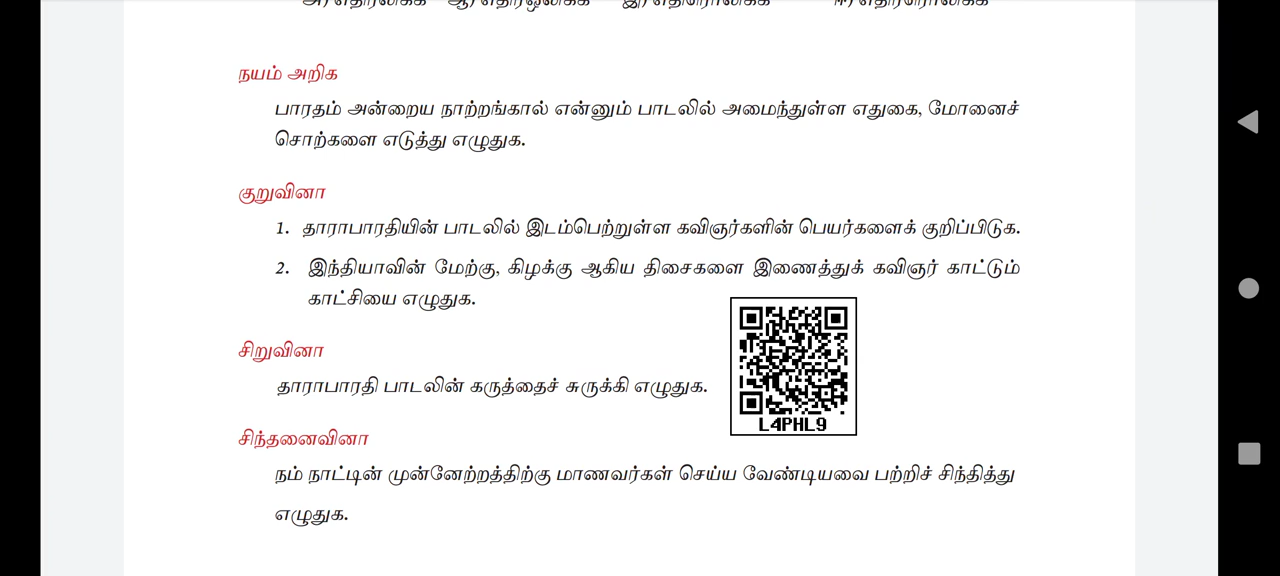 நயம் அறிக
பாரதம் அன்றைய நாற்றங்கால் என்னும் பாடலில் அமைந்துள்ள எதுகை, மோனைச்
சொற்களை எடுத்து எழுதுக.
குறுவினா
1. தாராபாரதியின் பாடலில் இடம்பெற்றுள்ள கவிஞர்களின் பெயர்களைக் குறிப்பிடுக.
2. இந்தியாவின் மேற்கு, கிழக்கு ஆகிய திசைகளை இணைத்துக் கவிஞர் காட்டும்
காட்சியை எழுதுக.
சிறுவினா
தாராபாரதி பாடலின் கருத்தைச் சுருக்கி எழுதுக.
L4PHL9
சிந்தனைவினா
நம் நாட்டின் முன்னேற்றத்திற்கு மாணவர்கள் செய்ய வேண்டியவை பற்றிச் சிந்தித்து
எழுதுக.